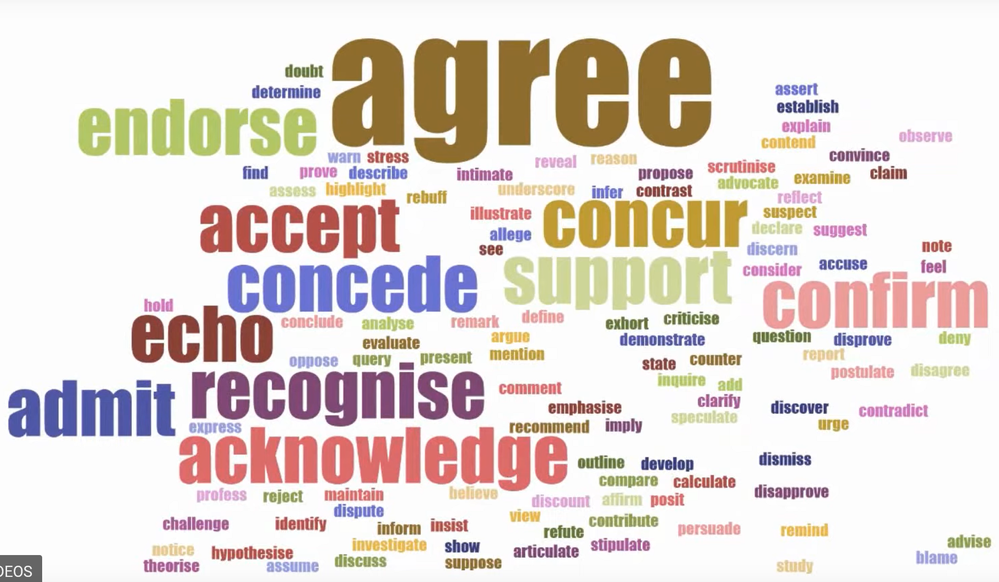 agree
doubt
determine
endorse
assert
establish
explain
contend
observe
convince
warn stress
find prove describe
intimate
reveal reason
propose
scrutinise
advocate
examine
claim
assess highlight
rebuff
underscore infer contrast
reflect
accept
illustrate
allege
see
concur
suspect
declare suggest
discern
note
concede
support
consider
accuse
feel
confirm
hold
echo
conclude analyse remark define
exhort criticise
evaluate
argue
demonstrate
question disprove deny
oppose query present
mention
state counter
report
postulate disagree
admit
recognise
comment
inquire add
clarify
emphasise
discover contradict
express
recommend imply
speculate
urge
acknowledge
outline develop
dismiss
compare calculate
disapprove
profess reject maintain believe
discount affirm posit
dispute
view contribute
challenge identify inform insist
refute
persuade
remind
notice hypothesise investigate show
articulate stipulate
advise
theorise assume discuss suppose
study
blame
DEOS